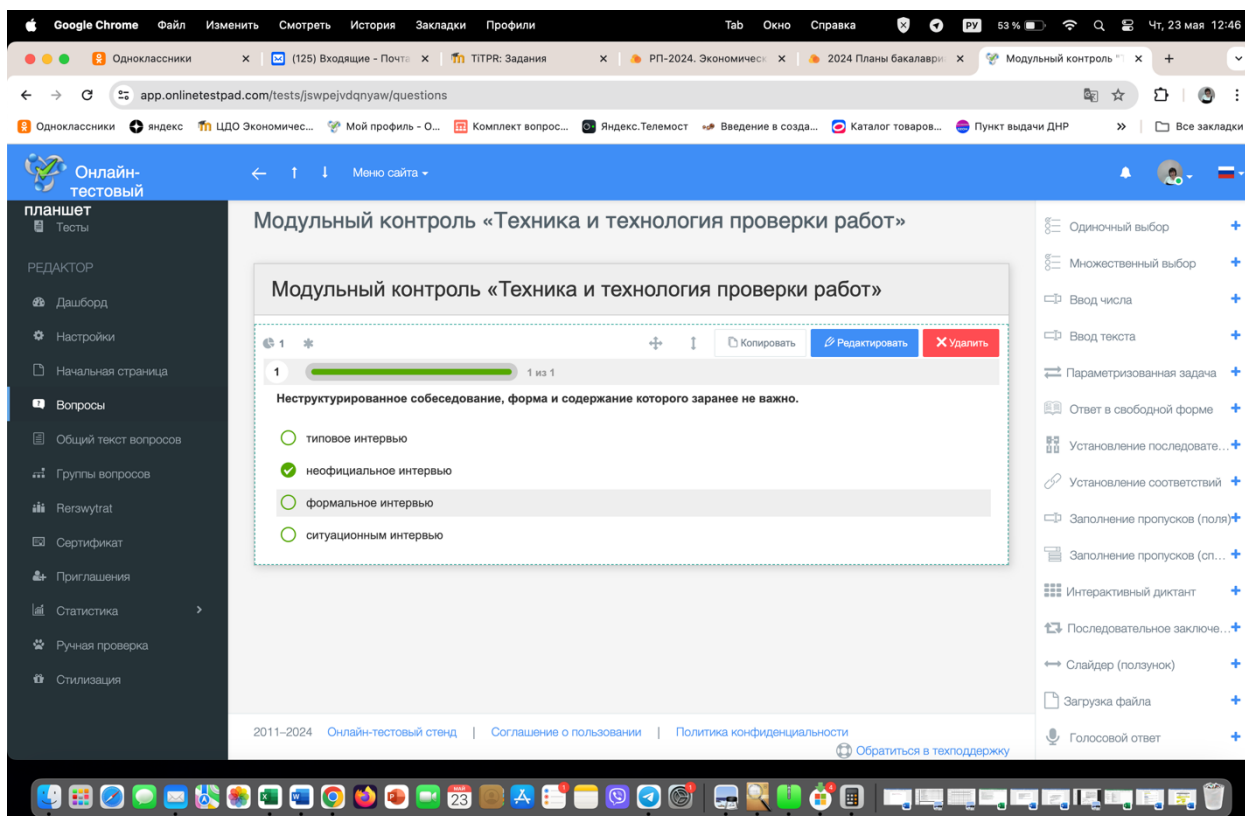 Google Chrome Файл Изменить Смотреть История Закладки Профили Tab Окно Справка РУ 53 % Чт, 23 мая 12:46
Одноклассники (125) Входящие – Почта TiTPR: Задания РП-2024. Экономическ 2024 Планы бакалаври Модульный контроль "
app.onlinetestpad.com/tests/jswpejvdqnyaw/questions
Одноклассники яндекс ЦДО Экономичес... Мой профиль - О... Комплект вопрос... Яндекс.Телемост Введение в созда... Каталог товаров... Пункт выдачи ДНР » Все закладки
Онлайн-
тестовый
планшет
Меню сайта
Тесты
РЕДАКТОР
Дашборд
Настройки
Начальная страница
Вопросы
Общий текст вопросов
Группы вопросов
Rerзwytrat
Сертификат
Приглашения
Статистика
Ручная проверка
Стилизация
Модульный контроль «Техника и технология проверки работ»
Модульный контроль «Техника и технология проверки работ»
1 Копировать Редактировать Удалить
1 1 из 1
Неструктурированное собеседование, форма и содержание которого заранее не важно.
типовое интервью
неофициальное интервью
формальное интервью
ситуационным интервью
2011–2024 Онлайн-тестовый стенд | Соглашение о пользовании | Политика конфиденциальности
Обратиться в техподдержку
Одиночный выбор
Множественный выбор
Ввод числа
Ввод текста
Параметризованная задача
Ответ в свободной форме
Установление последовате...
Установление соответствий
Заполнение пропусков (поля)
Заполнение пропусков (сп...
Интерактивный диктант
Последовательное заключе...
Слайдер (ползунок)
Загрузка файла
Голосовой ответ
23